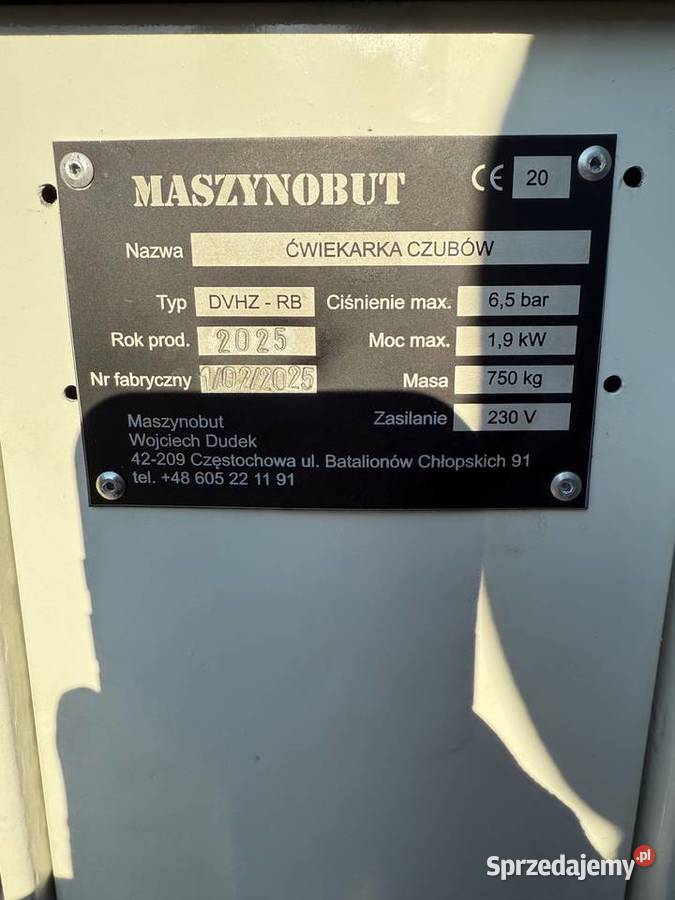 MASZYNOBUT CE 20
Nazwa ĆWIEKARKA CZUBÓW
Typ DVHZ - RB Ciśnienie max. 6,5 bar
Rok prod. 2025 Moc max. 1,9 kW
Nr fabryczny 1/02/2025 Masa 750 kg
Zasilanie 230 V
Maszynobut
Wojciech Dudek
42-209 Częstochowa ul. Batalionów Chłopskich 91
tel. +48 605 22 11 91
Sprzedajemy.pl